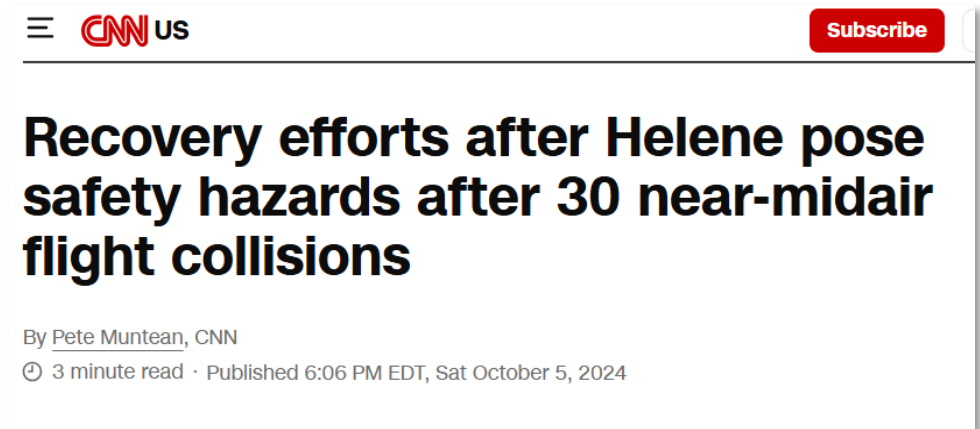 CNN US
Subscribe
Recovery efforts after Helene pose
safety hazards after 30 near-midair
flight collisions
By Pete Muntean, CNN
3 minute read · Published 6:06 PM EDT, Sat October 5, 2024